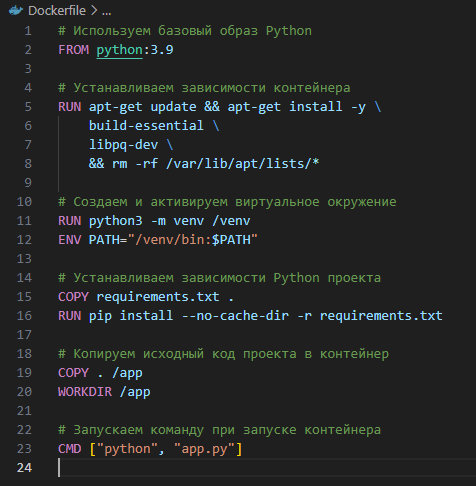 Dockerfile > ...
1 # Используем базовый образ Python
2 FROM python:3.9
3
4 # Устанавливаем зависимости контейнера
5 RUN apt-get update && apt-get install -y \
6     build-essential \
7     libpq-dev \
8     && rm -rf /var/lib/apt/lists/*
9
10 # Создаем и активируем виртуальное окружение
11 RUN python3 -m venv /venv
12 ENV PATH="/venv/bin:$PATH"
13
14 # Устанавливаем зависимости Python проекта
15 COPY requirements.txt .
16 RUN pip install --no-cache-dir -r requirements.txt
17
18 # Копируем исходный код проекта в контейнер
19 COPY . /app
20 WORKDIR /app
21
22 # Запускаем команду при запуске контейнера
23 CMD ["python", "app.py"]
24